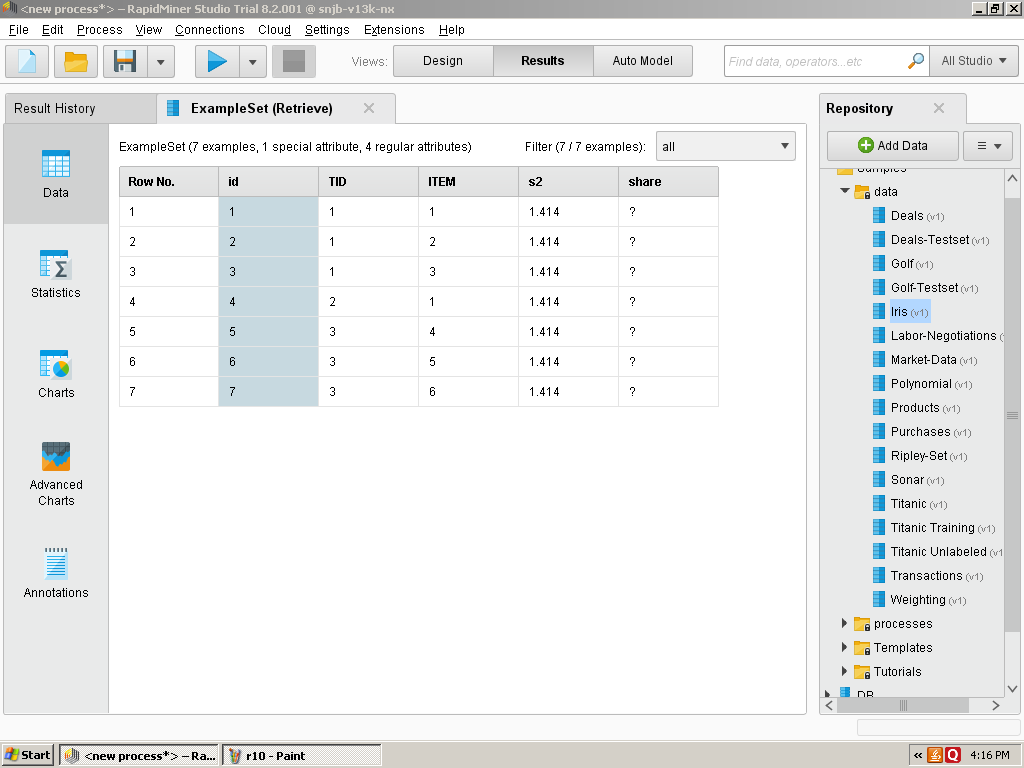 <new process*> – RapidMiner Studio Trial 8.2.001 @ snjb-v13k-nx
File Edit Process View Connections Cloud Settings Extensions Help
Views: Design Results Auto Model Find data, operators...etc All Studio
Result History ExampleSet (Retrieve) Repository
ExampleSet (7 examples, 1 special attribute, 4 regular attributes) Filter (7 / 7 examples): all
Add Data
Row No. id TID ITEM s2 share
1 1 1 1 1.414 ?
2 2 1 2 1.414 ?
3 3 1 3 1.414 ?
4 4 2 1 1.414 ?
5 5 3 4 1.414 ?
6 6 3 5 1.414 ?
7 7 3 6 1.414 ?
Data
Statistics
Charts
Advanced
Charts
Annotations
Samples
data
Deals (v1)
Deals-Testset (v1)
Golf (v1)
Golf-Testset (v1)
Iris (v1)
Labor-Negotiations (
Market-Data (v1)
Polynomial (v1)
Products (v1)
Purchases (v1)
Ripley-Set (v1)
Sonar (v1)
Titanic (v1)
Titanic Training (v1)
Titanic Unlabeled (v1
Transactions (v1)
Weighting (v1)
processes
Templates
Tutorials
DB
Start <new process*> – Ra... r10 - Paint « Q 4:16 PM